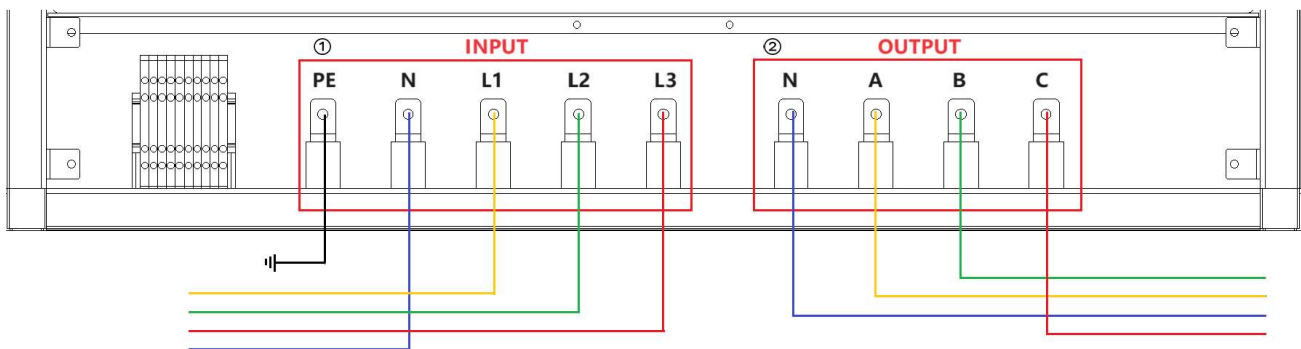 ① INPUT
PE N L1 L2 L3
② OUTPUT
N A B C